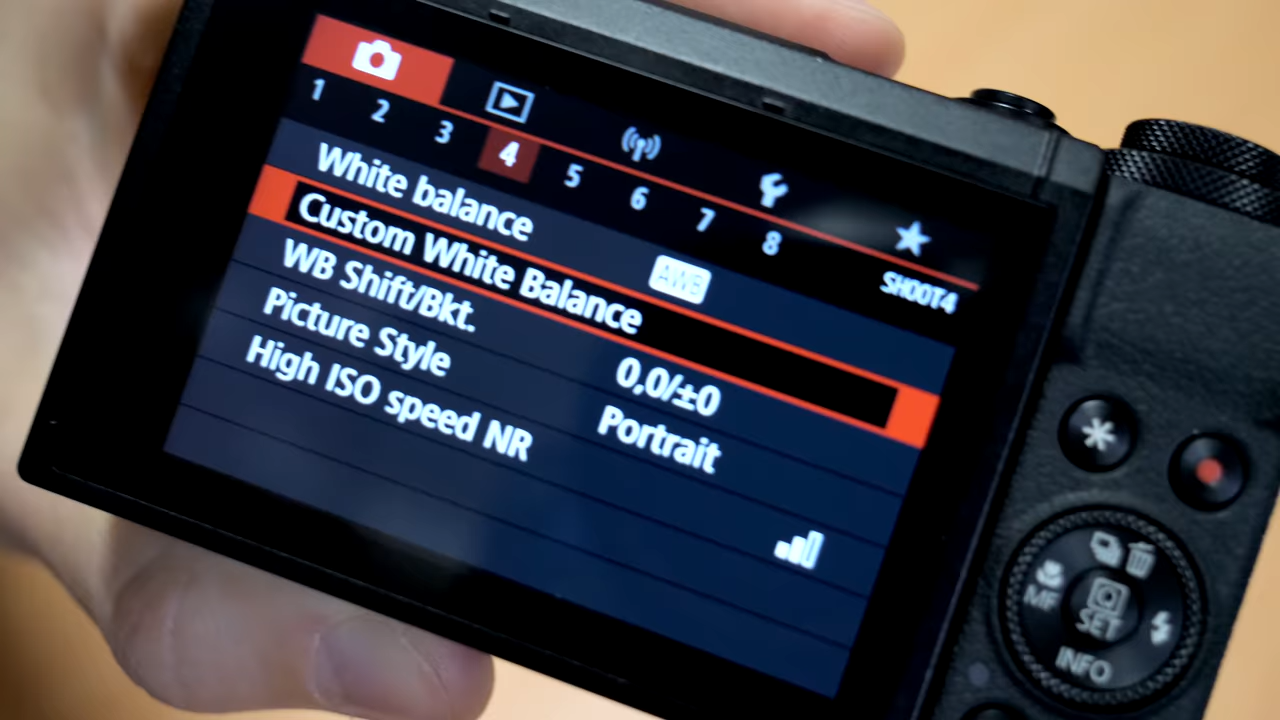 1 2 3 4 5 6 7 8
SHOOT4
White balance AWB
Custom White Balance
WB Shift/Bkt. 0,0/±0
Picture Style Portrait
High ISO speed NR
MF
SET
INFO